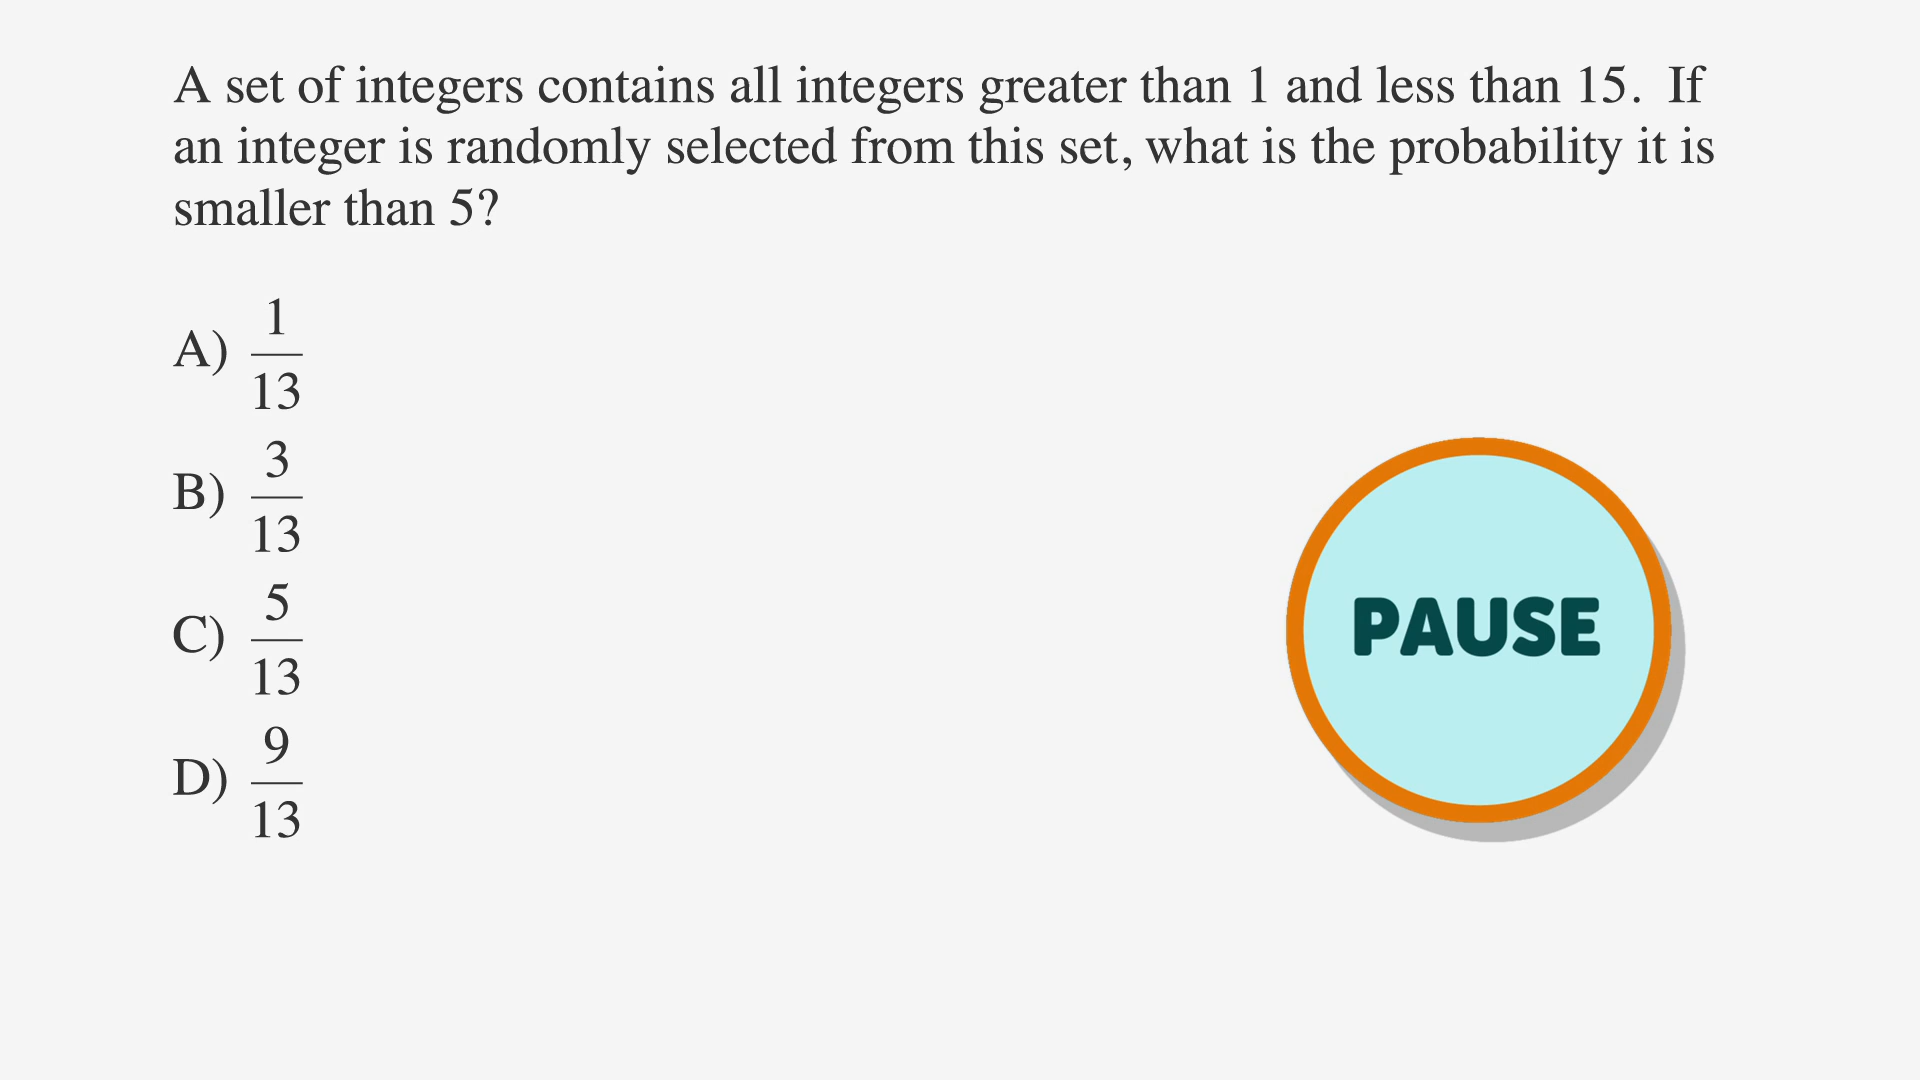 A set of integers contains all integers greater than 1 and less than 15.  If
an integer is randomly selected from this set, what is the probability it is
smaller than 5?
A) 1/13
B) 3/13
C) 5/13
D) 9/13
PAUSE